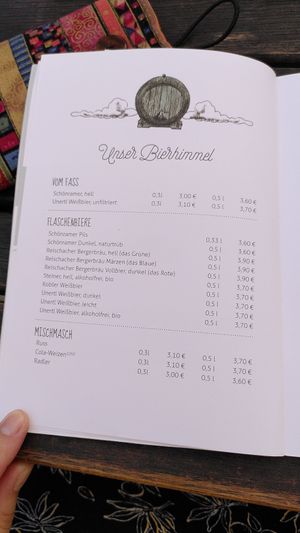 Unser Bierhimmel
VOM FASS
Schönramer, hell 0,3 l 3,00 € 0,5 l 3,60 €
Unertl Weißbier, unfiltriert 0,3 l 3,10 € 0,5 l 3,70 €
FLASCHENBIERE
Schönramer Pils 0,33 l 3,60 €
Schönramer Dunkel, naturtrüb 0,5 l 3,60 €
Reischacher Bergerbräu, hell (das Grüne) 0,5 l 3,90 €
Reischacher Bergerbräu Märzen (das Blaue) 0,5 l 3,90 €
Reischacher Bergerbräu Vollbier, dunkel (das Rote) 0,5 l 3,90 €
Steiner, hell, alkoholfrei, bio 0,5 l 3,70 €
Kobler Weißbier 0,5 l 3,70 €
Unertl Weißbier, dunkel 0,5 l 3,70 €
Unertl Weißbier, leicht 0,5 l 3,70 €
Unertl Weißbier, alkoholfrei, bio 0,5 l 3,70 €
MISCHMASCH
Russ 0,3l 3,10 € 0,5 l 3,70 €
Cola-Weizen 0,3l 3,10 € 0,5 l 3,70 €
Radler 0,3l 3,00 € 0,5 l 3,60 €